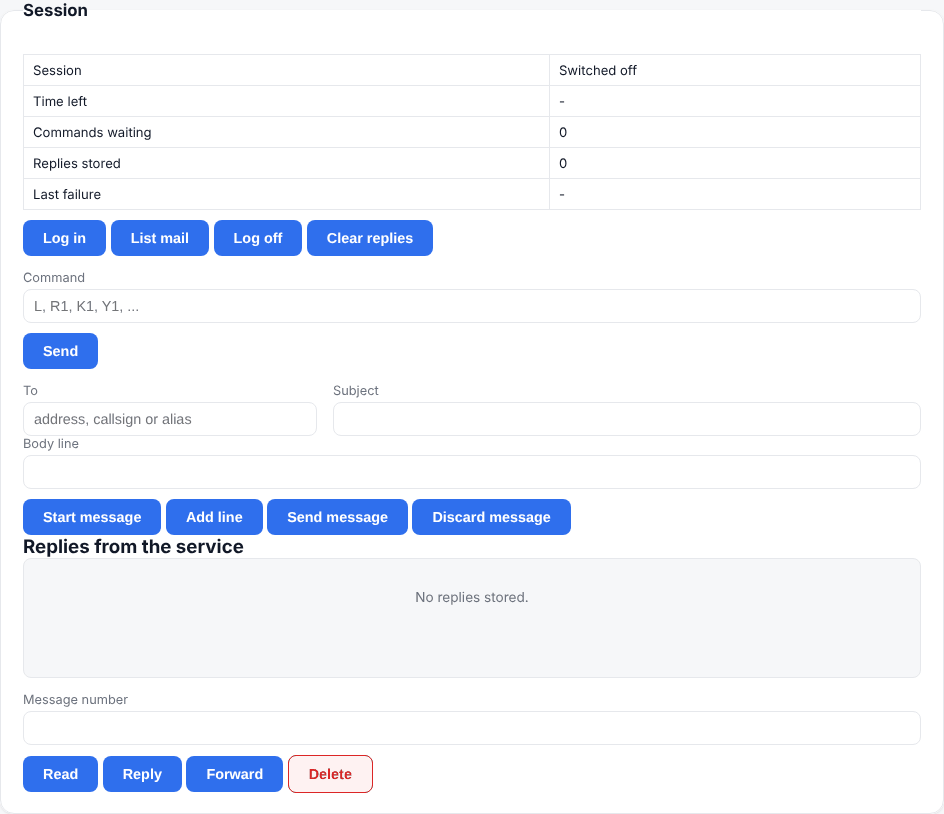 Session
Session Switched off
Time left -
Commands waiting 0
Replies stored 0
Last failure -
Log in List mail Log off Clear replies
Command
L, R1, K1, Y1, ...
Send
To Subject
address, callsign or alias
Body line
Start message Add line Send message Discard message
Replies from the service
No replies stored.
Message number
Read Reply Forward Delete